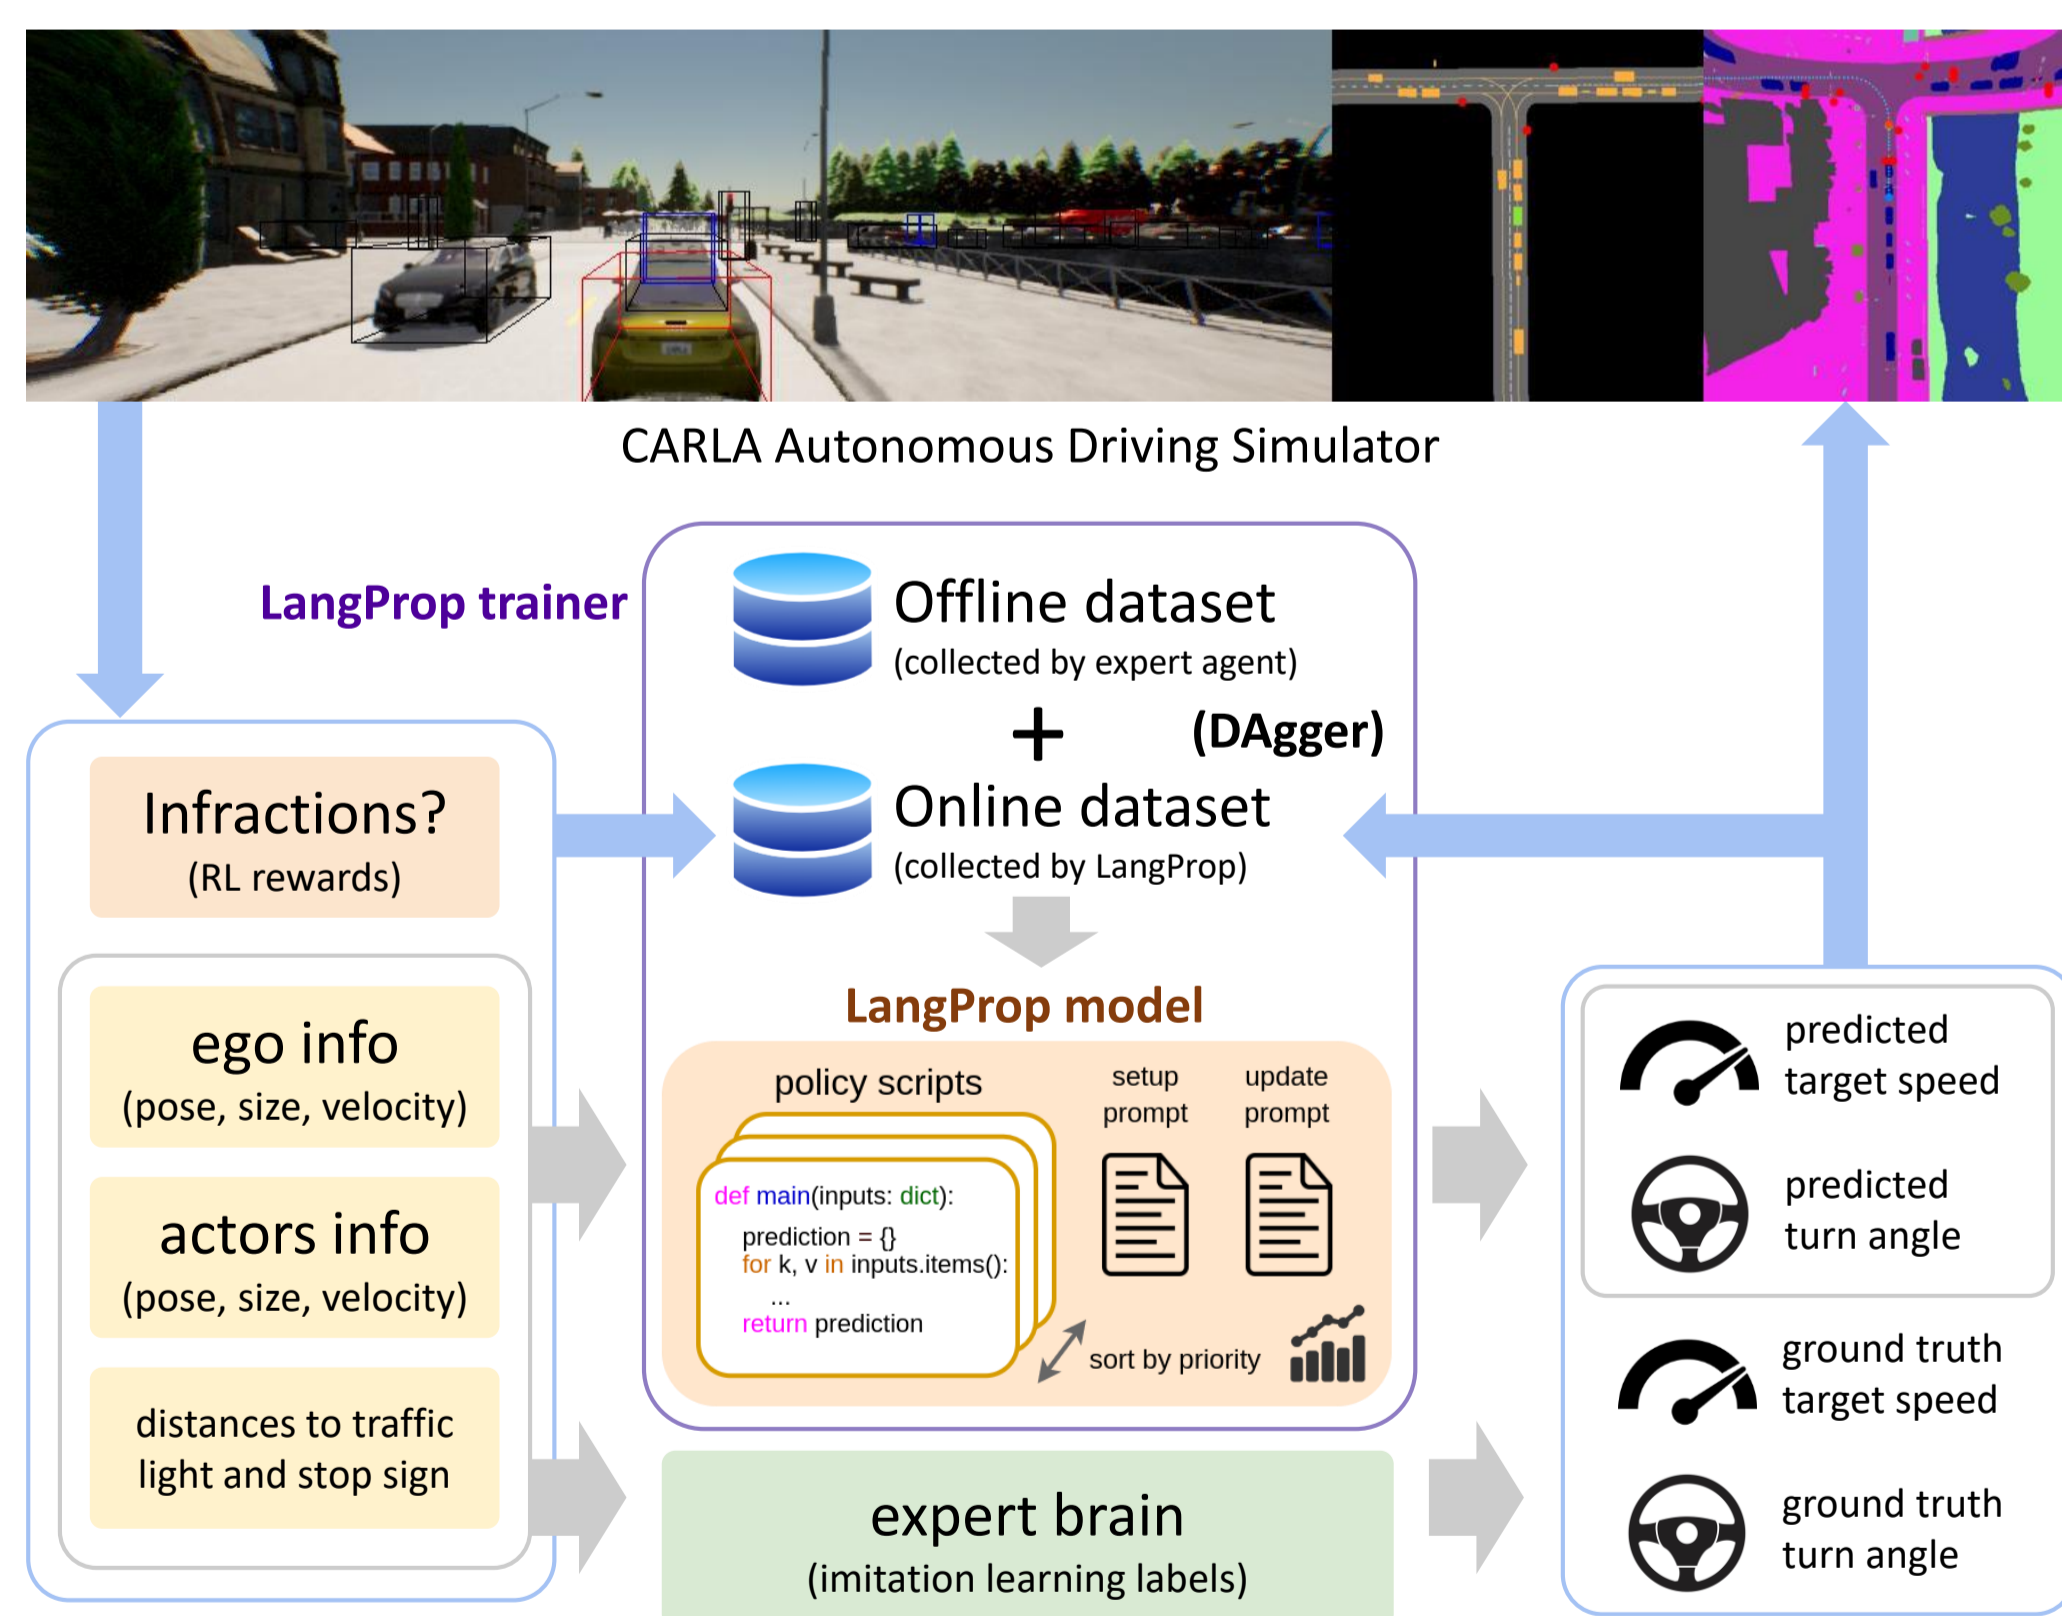 CARLA Autonomous Driving Simulator
LangProp trainer
Offline dataset
(collected by expert agent)
+
(DAgger)
Online dataset
(collected by LangProp)
Infractions?
(RL rewards)
ego info
(pose, size, velocity)
actors info
(pose, size, velocity)
distances to traffic
light and stop sign
LangProp model
policy scripts
setup
prompt
update
prompt
def main(inputs: dict):
prediction = {}
for k, v in inputs.items():
...
return prediction
sort by priority
expert brain
(imitation learning labels)
predicted
target speed
predicted
turn angle
ground truth
target speed
ground truth
turn angle